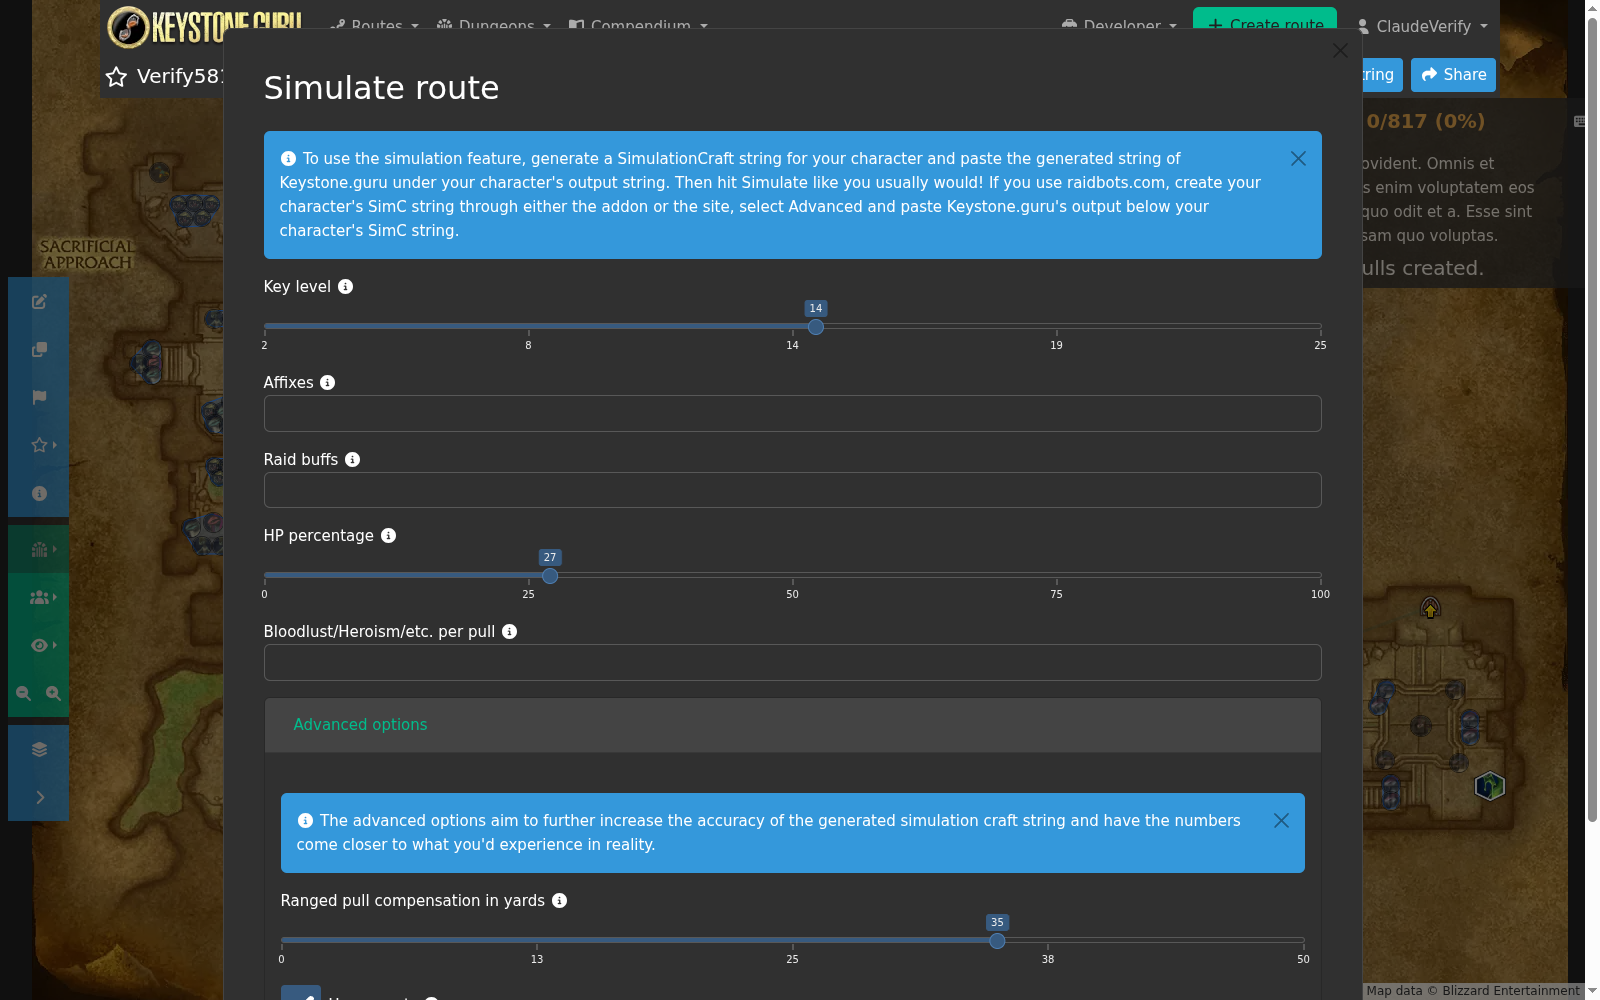 KEYSTONE.GURU
Routes
Dungeons
Compendium
Developer
Create route
ClaudeVerify
Share
Simulate route
0/817 (0%)
To use the simulation feature, generate a SimulationCraft string for your character and paste the generated string of
Keystone.guru under your character's output string. Then hit Simulate like you usually would! If you use raidbots.com, create your
character's SimC string through either the addon or the site, select Advanced and paste Keystone.guru's output below your
character's SimC string.
Omnis et
enim voluptatem eos
quo odit et a. Esse sint
quo voluptas.
created.
SACRIFICIAL
APPROACH
Key level
14
2 8 14 19 25
Affixes
Raid buffs
HP percentage
27
0 25 50 75 100
Bloodlust/Heroism/etc. per pull
Advanced options
The advanced options aim to further increase the accuracy of the generated simulation craft string and have the numbers
come closer to what you'd experience in reality.
Ranged pull compensation in yards
35
0 13 25 38 50
Map data © Blizzard Entertainment